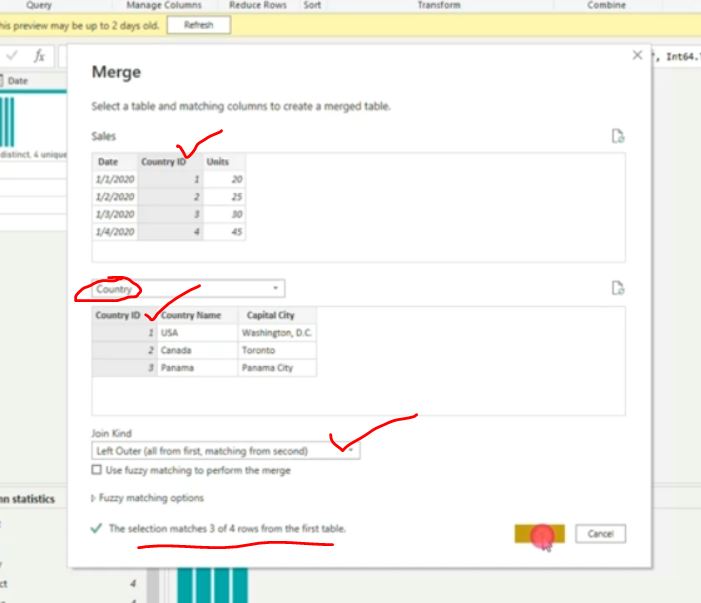 Query Manage Columns Reduce Rows Sort Transform Combine
his preview may be up to 2 days old. Refresh
fx ", Int64.
Date
distinct, 4 unique
Merge
Select a table and matching columns to create a merged table.
Sales
Date Country ID Units
1/1/2020 1 20
1/2/2020 2 25
1/3/2020 3 30
1/4/2020 4 45
Country
Country ID Country Name Capital City
1 USA Washington, D.C.
2 Canada Toronto
3 Panama Panama City
Join Kind
Left Outer (all from first, matching from second)
Use fuzzy matching to perform the merge
Fuzzy matching options
mn statistics
The selection matches 3 of 4 rows from the first table.
Cancel
ct 4